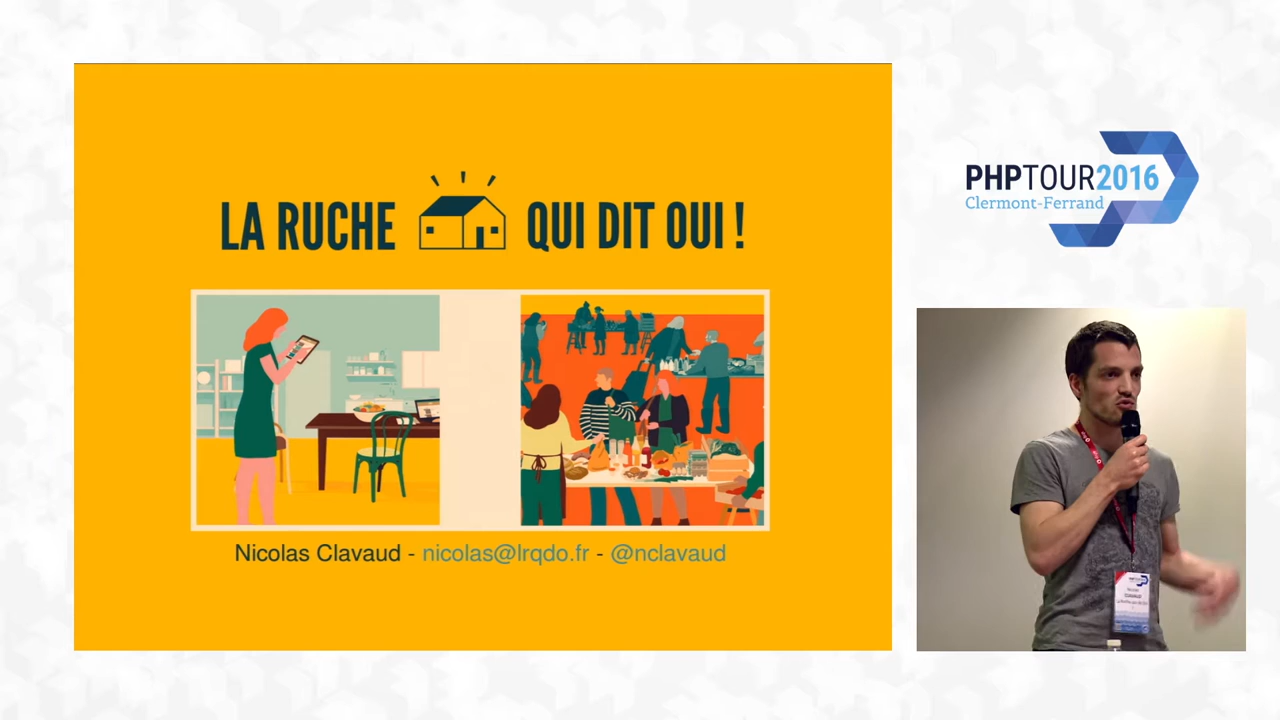 LA RUCHE QUI DIT OUI !
Nicolas Clavaud - nicolas@lrqdo.fr - @nclavaud
PHPTOUR2016
Clermont-Ferrand